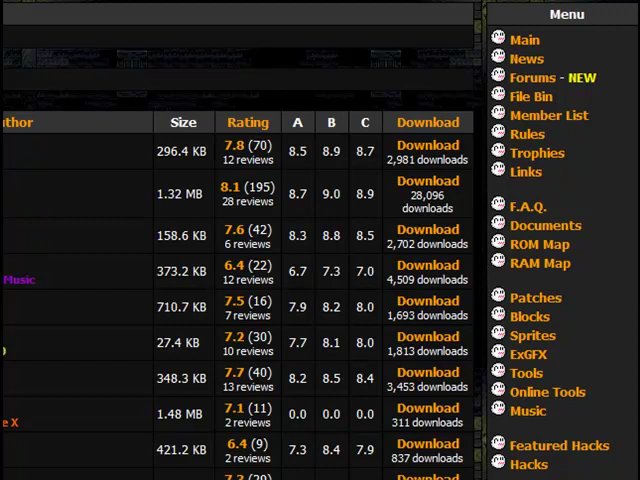 Menu
Main
News
Forums - NEW
File Bin
Member List
Rules
Trophies
Links
F.A.Q.
Documents
ROM Map
RAM Map
Patches
Blocks
Sprites
ExGFX
Tools
Online Tools
Music
Featured Hacks
Hacks
uthor Size Rating A B C Download
296.4 KB 7.8 (70) 8.5 8.9 8.7 Download
12 reviews 2,981 downloads
1.32 MB 8.1 (195) 8.7 9.0 8.9 Download
28 reviews 28,096
downloads
158.6 KB 7.6 (42) 8.3 8.8 8.5 Download
6 reviews 2,702 downloads
Music 373.2 KB 6.4 (22) 6.7 7.3 7.0 Download
12 reviews 4,509 downloads
710.7 KB 7.5 (16) 7.9 8.2 8.0 Download
7 reviews 1,693 downloads
27.4 KB 7.2 (30) 7.7 8.1 8.0 Download
10 reviews 1,813 downloads
348.3 KB 7.7 (40) 8.2 8.5 8.4 Download
13 reviews 3,453 downloads
e X 1.48 MB 7.1 (11) 0.0 0.0 0.0 Download
2 reviews 311 downloads
421.2 KB 6.4 (9) 7.3 8.4 7.9 Download
2 reviews 837 downloads
7.3 (29) Download